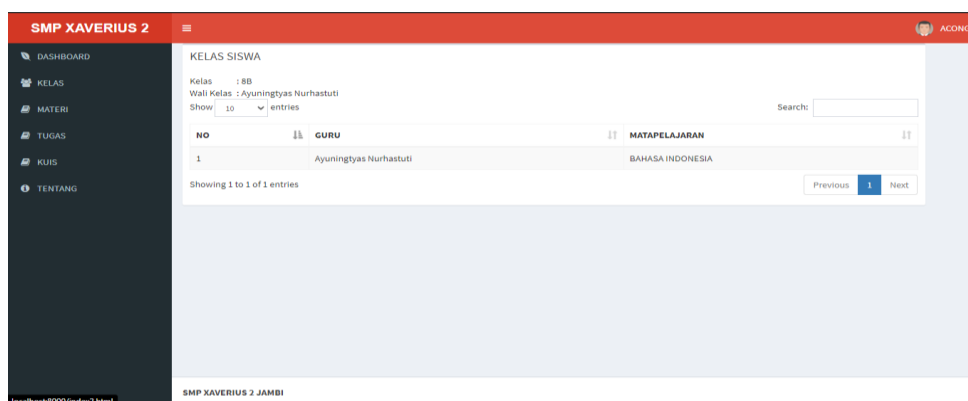 SMP XAVERIUS 2
ACONG
DASHBOARD
KELAS
MATERI
TUGAS
KUIS
TENTANG
KELAS SISWA
Kelas : 8B
Wali Kelas : Ayuningtyas Nurhastuti
Show 10 entries Search:
NO GURU MATAPELAJARAN
1 Ayuningtyas Nurhastuti BAHASA INDONESIA
Showing 1 to 1 of 1 entries Previous 1 Next
SMP XAVERIUS 2 JAMBI